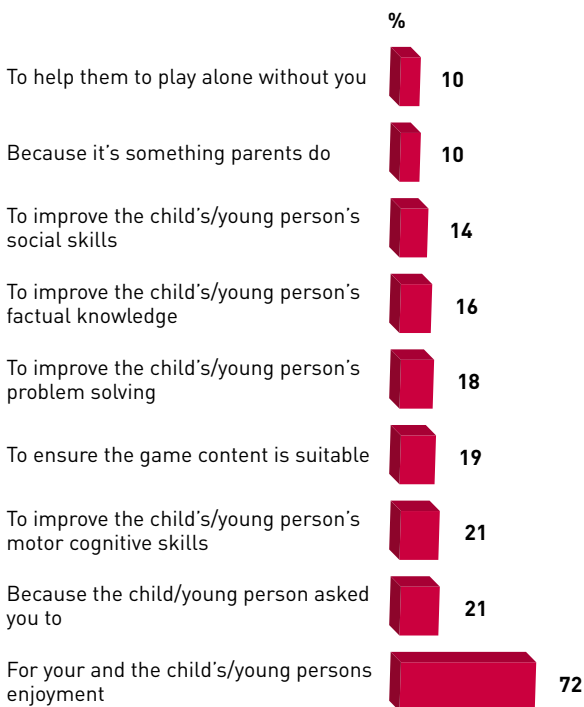 %
To help them to play alone without you 10
Because it's something parents do 10
To improve the child's/young person's
social skills 14
To improve the child's/young person's
factual knowledge 16
To improve the child's/young person's
problem solving 18
To ensure the game content is suitable 19
To improve the child's/young person's
motor cognitive skills 21
Because the child/young person asked
you to 21
For your and the child's/young persons
enjoyment 72